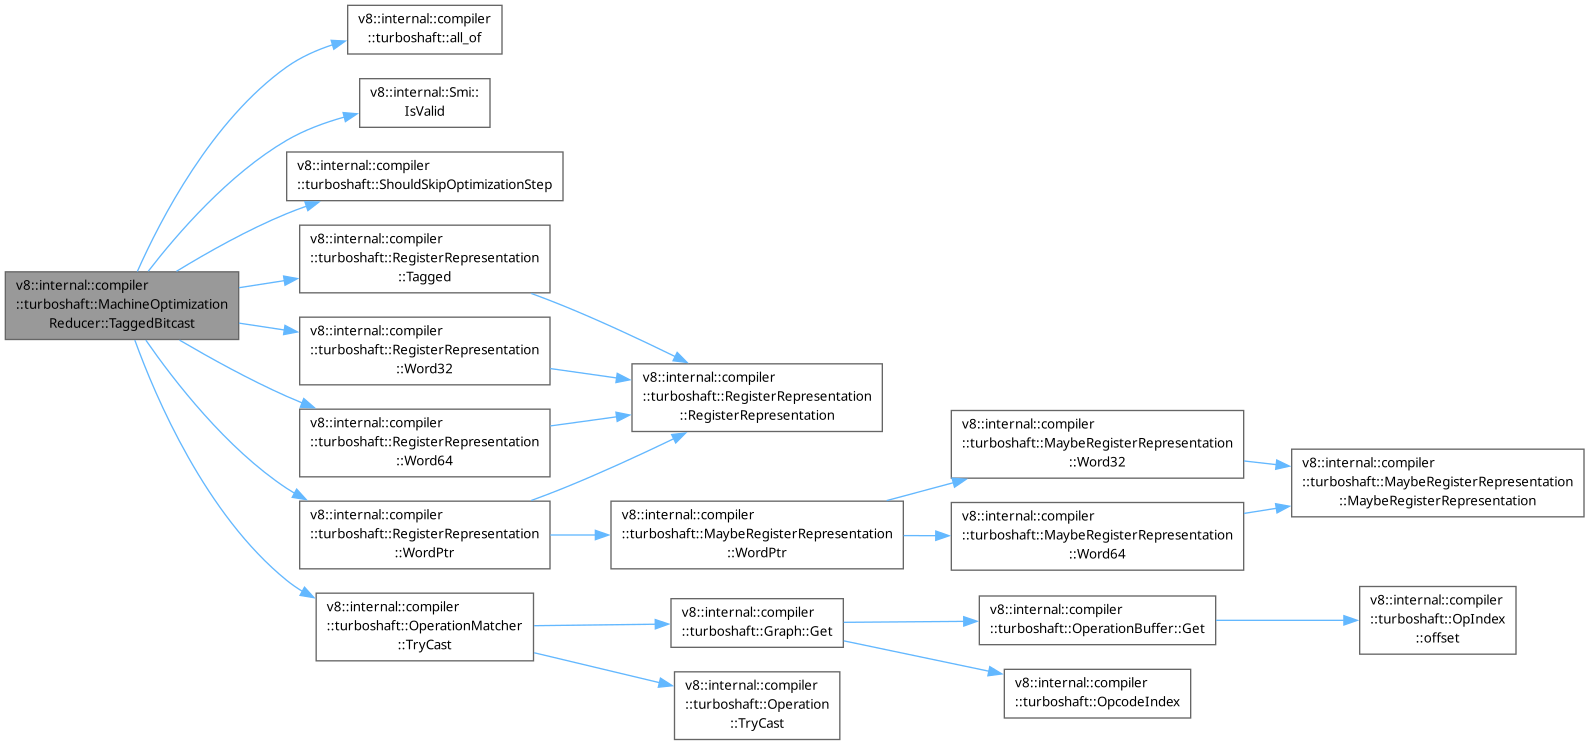 v8::internal::compiler
::turboshaft::MachineOptimization
Reducer::TaggedBitcast
v8::internal::compiler
::turboshaft::all_of
v8::internal::Smi::
IsValid
v8::internal::compiler
::turboshaft::ShouldSkipOptimizationStep
v8::internal::compiler
::turboshaft::RegisterRepresentation
::Tagged
v8::internal::compiler
::turboshaft::RegisterRepresentation
::Word32
v8::internal::compiler
::turboshaft::RegisterRepresentation
::Word64
v8::internal::compiler
::turboshaft::RegisterRepresentation
::WordPtr
v8::internal::compiler
::turboshaft::OperationMatcher
::TryCast
v8::internal::compiler
::turboshaft::RegisterRepresentation
::RegisterRepresentation
v8::internal::compiler
::turboshaft::MaybeRegisterRepresentation
::WordPtr
v8::internal::compiler
::turboshaft::Graph::Get
v8::internal::compiler
::turboshaft::Operation
::TryCast
v8::internal::compiler
::turboshaft::MaybeRegisterRepresentation
::Word32
v8::internal::compiler
::turboshaft::MaybeRegisterRepresentation
::Word64
v8::internal::compiler
::turboshaft::OperationBuffer::Get
v8::internal::compiler
::turboshaft::OpcodeIndex
v8::internal::compiler
::turboshaft::MaybeRegisterRepresentation
::MaybeRegisterRepresentation
v8::internal::compiler
::turboshaft::OpIndex
::offset